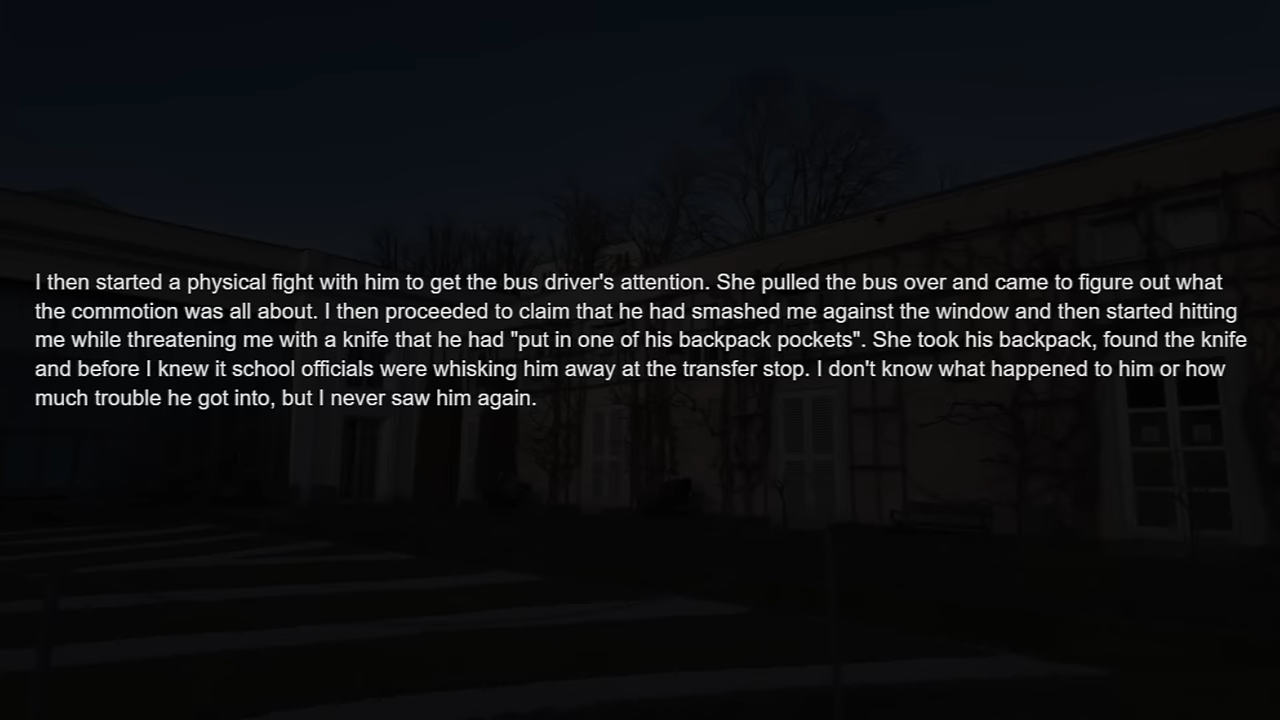 I then started a physical fight with him to get the bus driver's attention. She pulled the bus over and came to figure out what
the commotion was all about. I then proceeded to claim that he had smashed me against the window and then started hitting
me while threatening me with a knife that he had "put in one of his backpack pockets". She took his backpack, found the knife
and before I knew it school officials were whisking him away at the transfer stop. I don't know what happened to him or how
much trouble he got into, but I never saw him again.